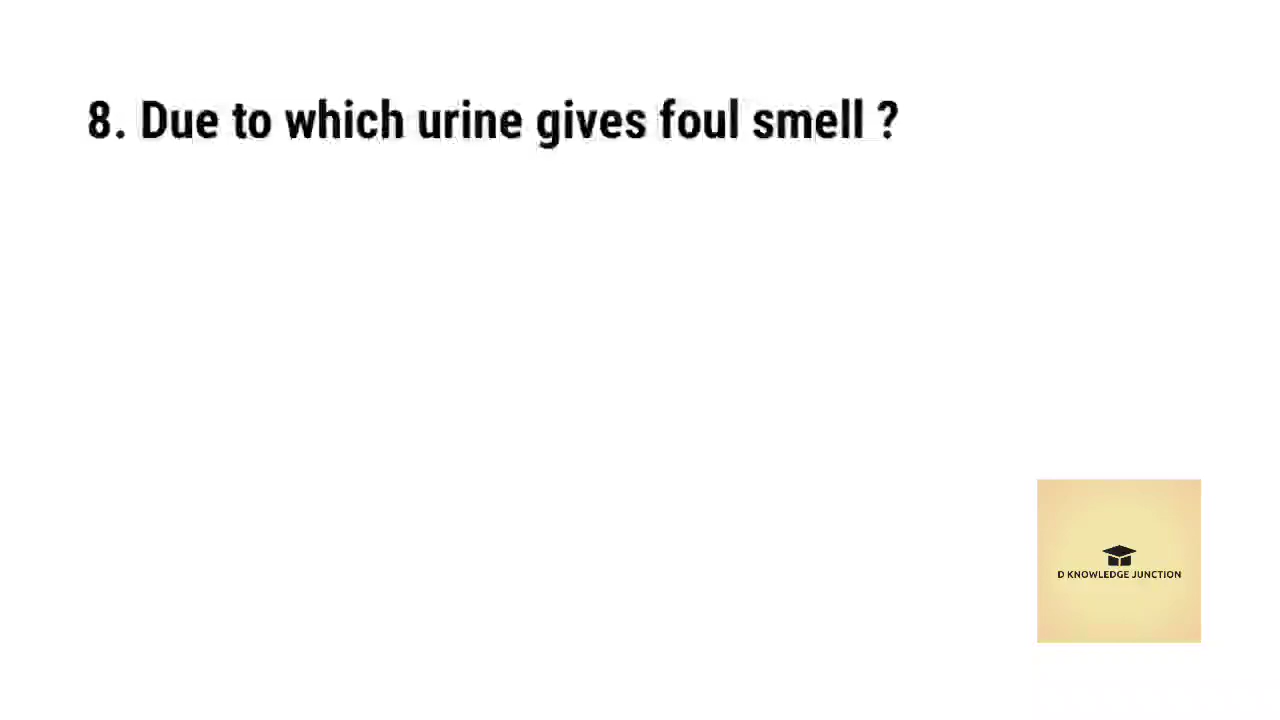 8. Due to which urine gives foul smell ?
D KNOWLEDGE JUNCTION